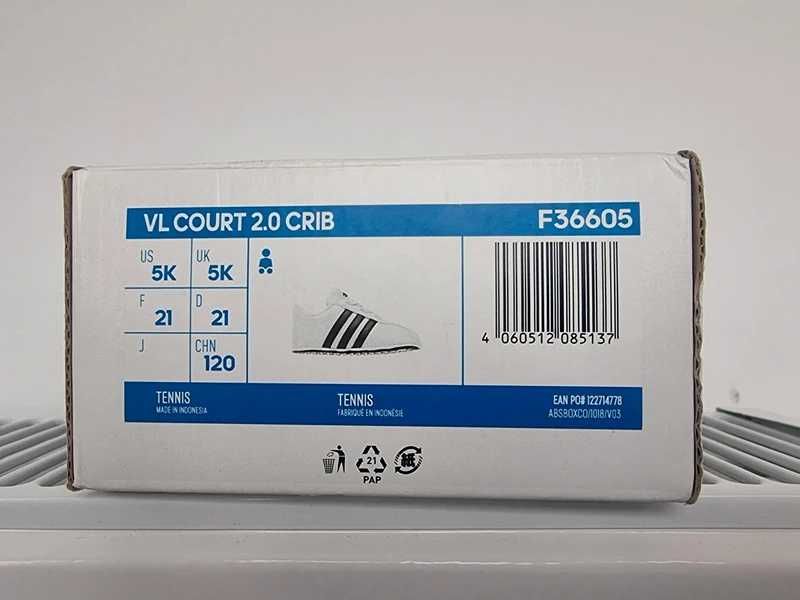 VL COURT 2.0 CRIB F36605
US 5K UK 5K
F 21 D 21
J CHN 120
4 060512 085137
TENNIS
MADE IN INDONESIA
TENNIS
FABRIQUÉ EN INDONÉSIE
EAN PO# 122714778
ABSBOXCO/1018/V03
21
PAP
紙